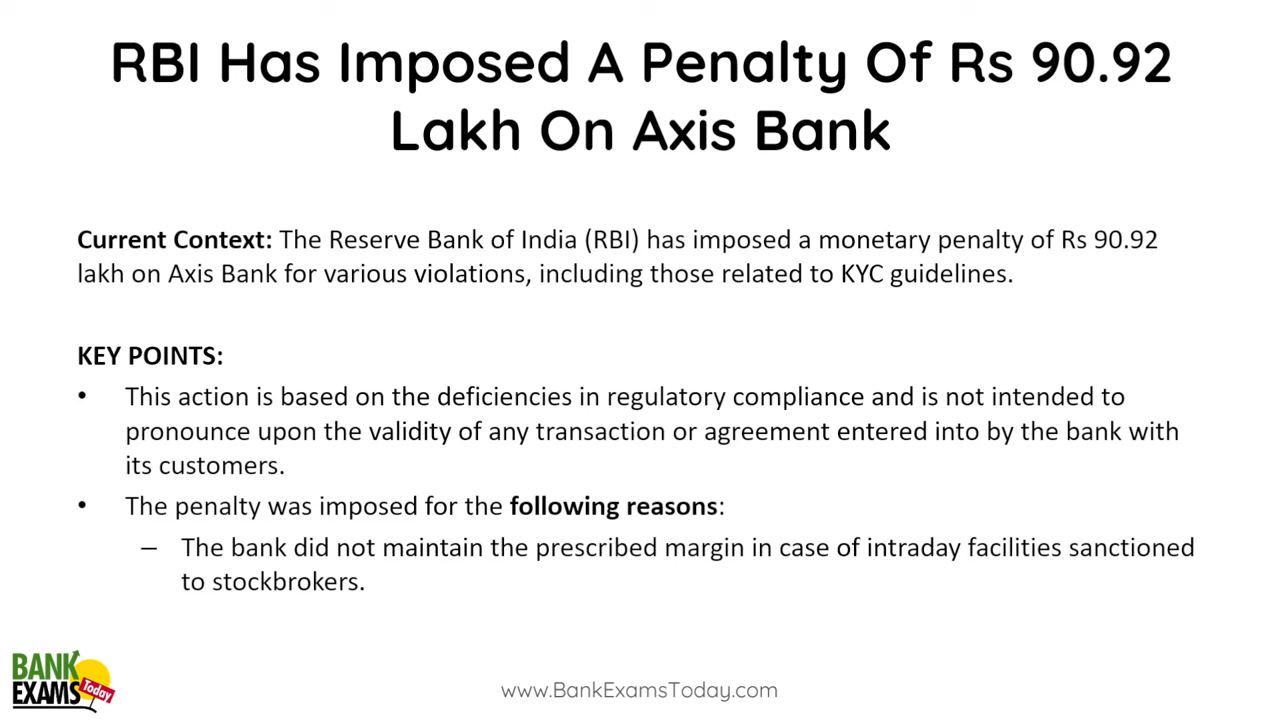 RBI Has Imposed A Penalty Of Rs 90.92
Lakh On Axis Bank
Current Context: The Reserve Bank of India (RBI) has imposed a monetary penalty of Rs 90.92
lakh on Axis Bank for various violations, including those related to KYC guidelines.
KEY POINTS:
• This action is based on the deficiencies in regulatory compliance and is not intended to
pronounce upon the validity of any transaction or agreement entered into by the bank with
its customers.
• The penalty was imposed for the following reasons:
– The bank did not maintain the prescribed margin in case of intraday facilities sanctioned
to stockbrokers.
BANK
EXAMS Today
www.BankExamsToday.com